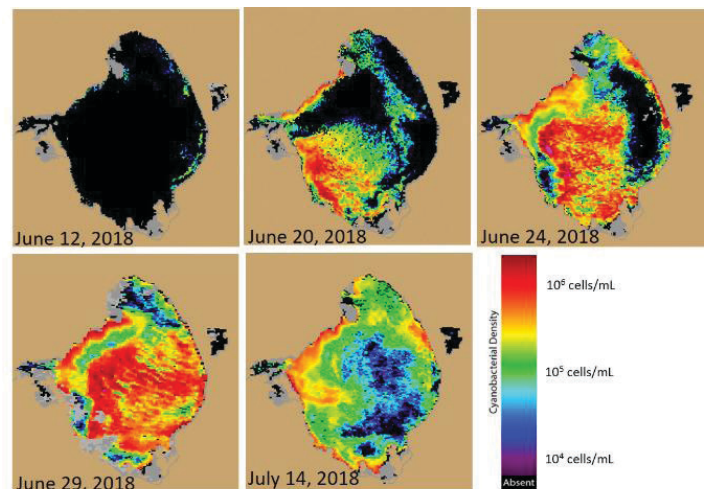 June 12, 2018
June 20, 2018
June 24, 2018
June 29, 2018
July 14, 2018
Cyanobacterial Density
10⁶ cells/mL
10⁵ cells/mL
10⁴ cells/mL
Absent